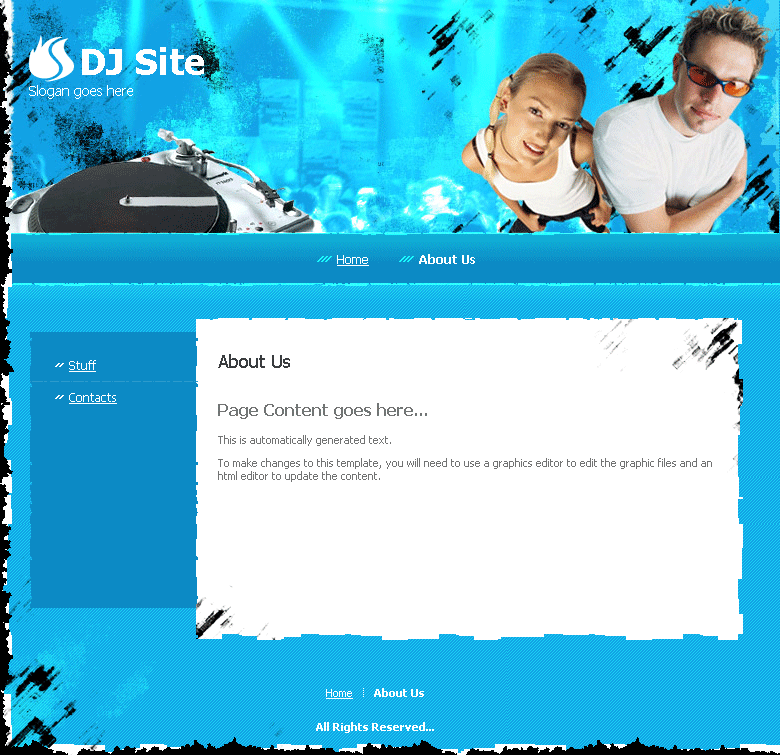 DJ Site
Slogan goes here
Home
About Us
Stuff
Contacts
About Us
Page Content goes here...
This is automatically generated text.
To make changes to this template, you will need to use a graphics editor to edit the graphic files and an
html editor to update the content.
Home | About Us
All Rights Reserved...